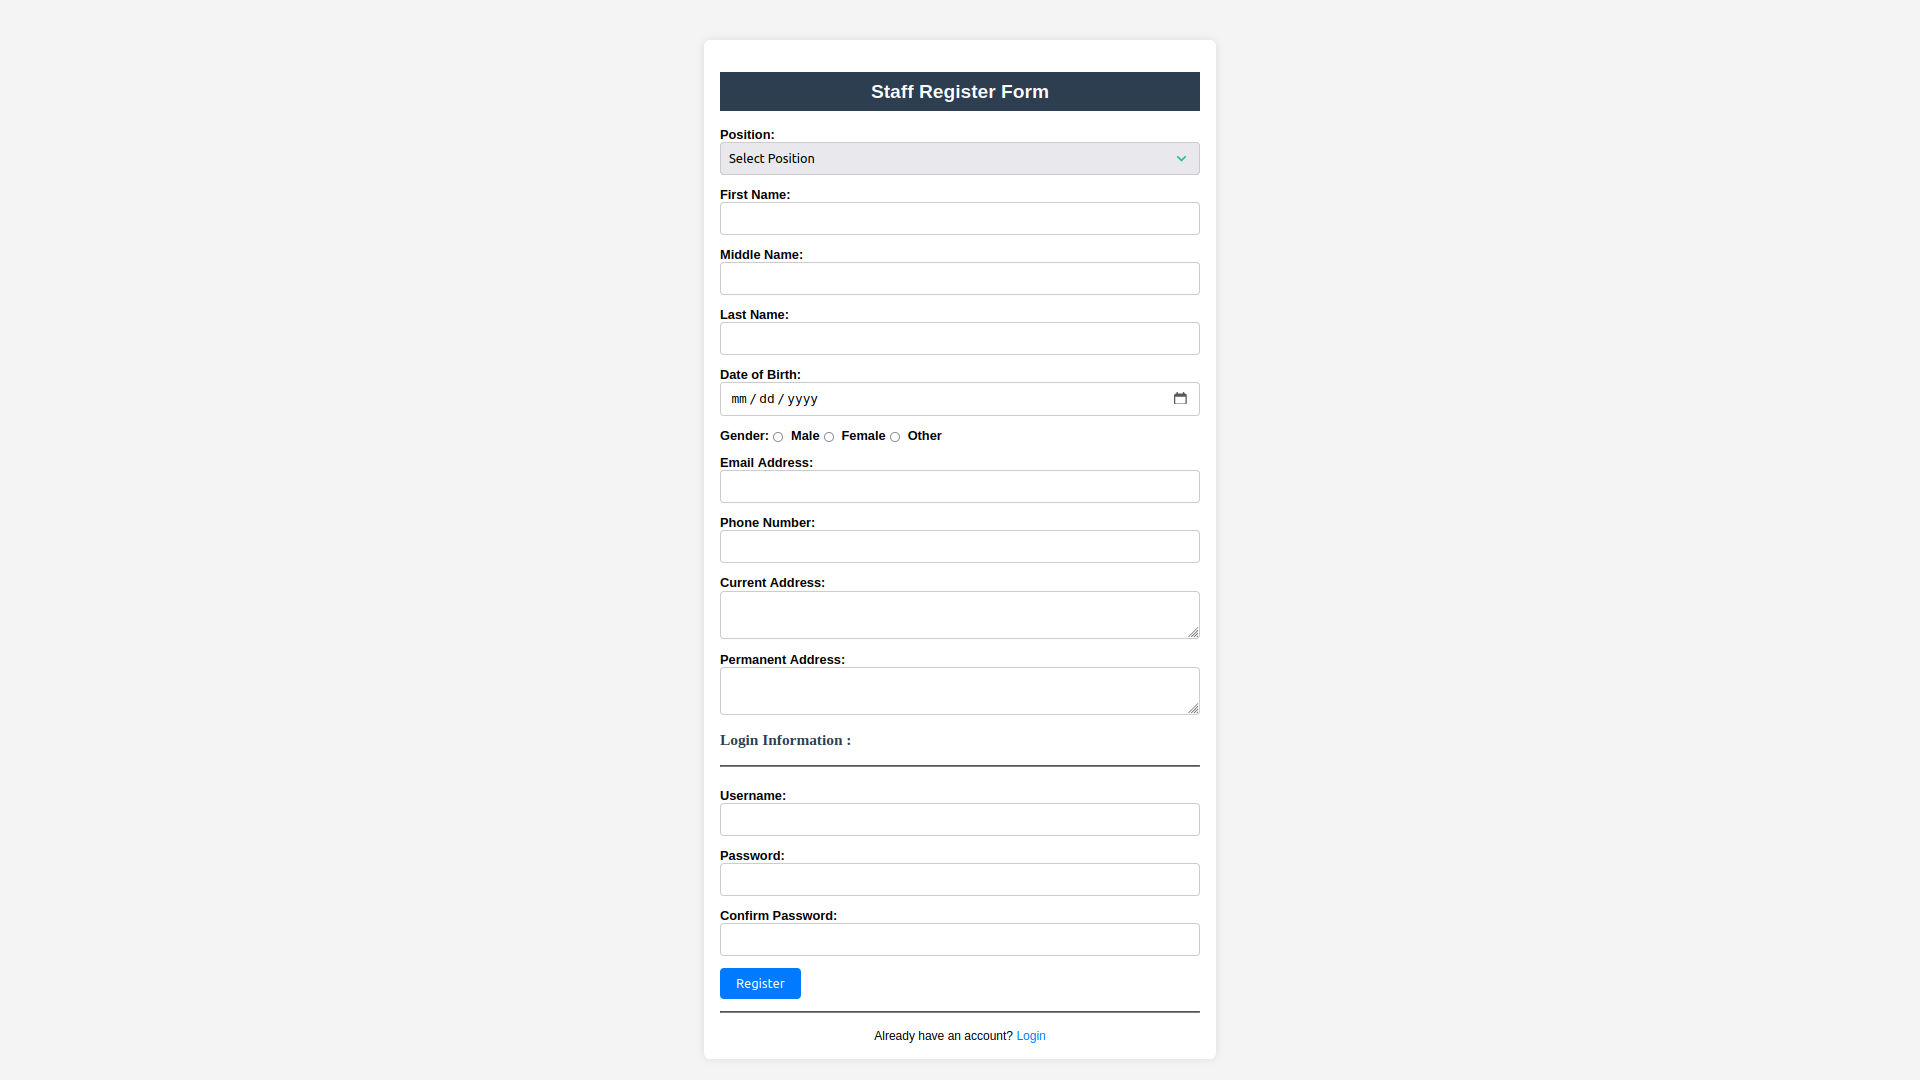 Staff Register Form
Position:
Select Position
First Name:
Middle Name:
Last Name:
Date of Birth:
mm/dd/yyyy
Gender: Male Female Other
Email Address:
Phone Number:
Current Address:
Permanent Address:
Login Information :
Username:
Password:
Confirm Password:
Register
Already have an account? Login